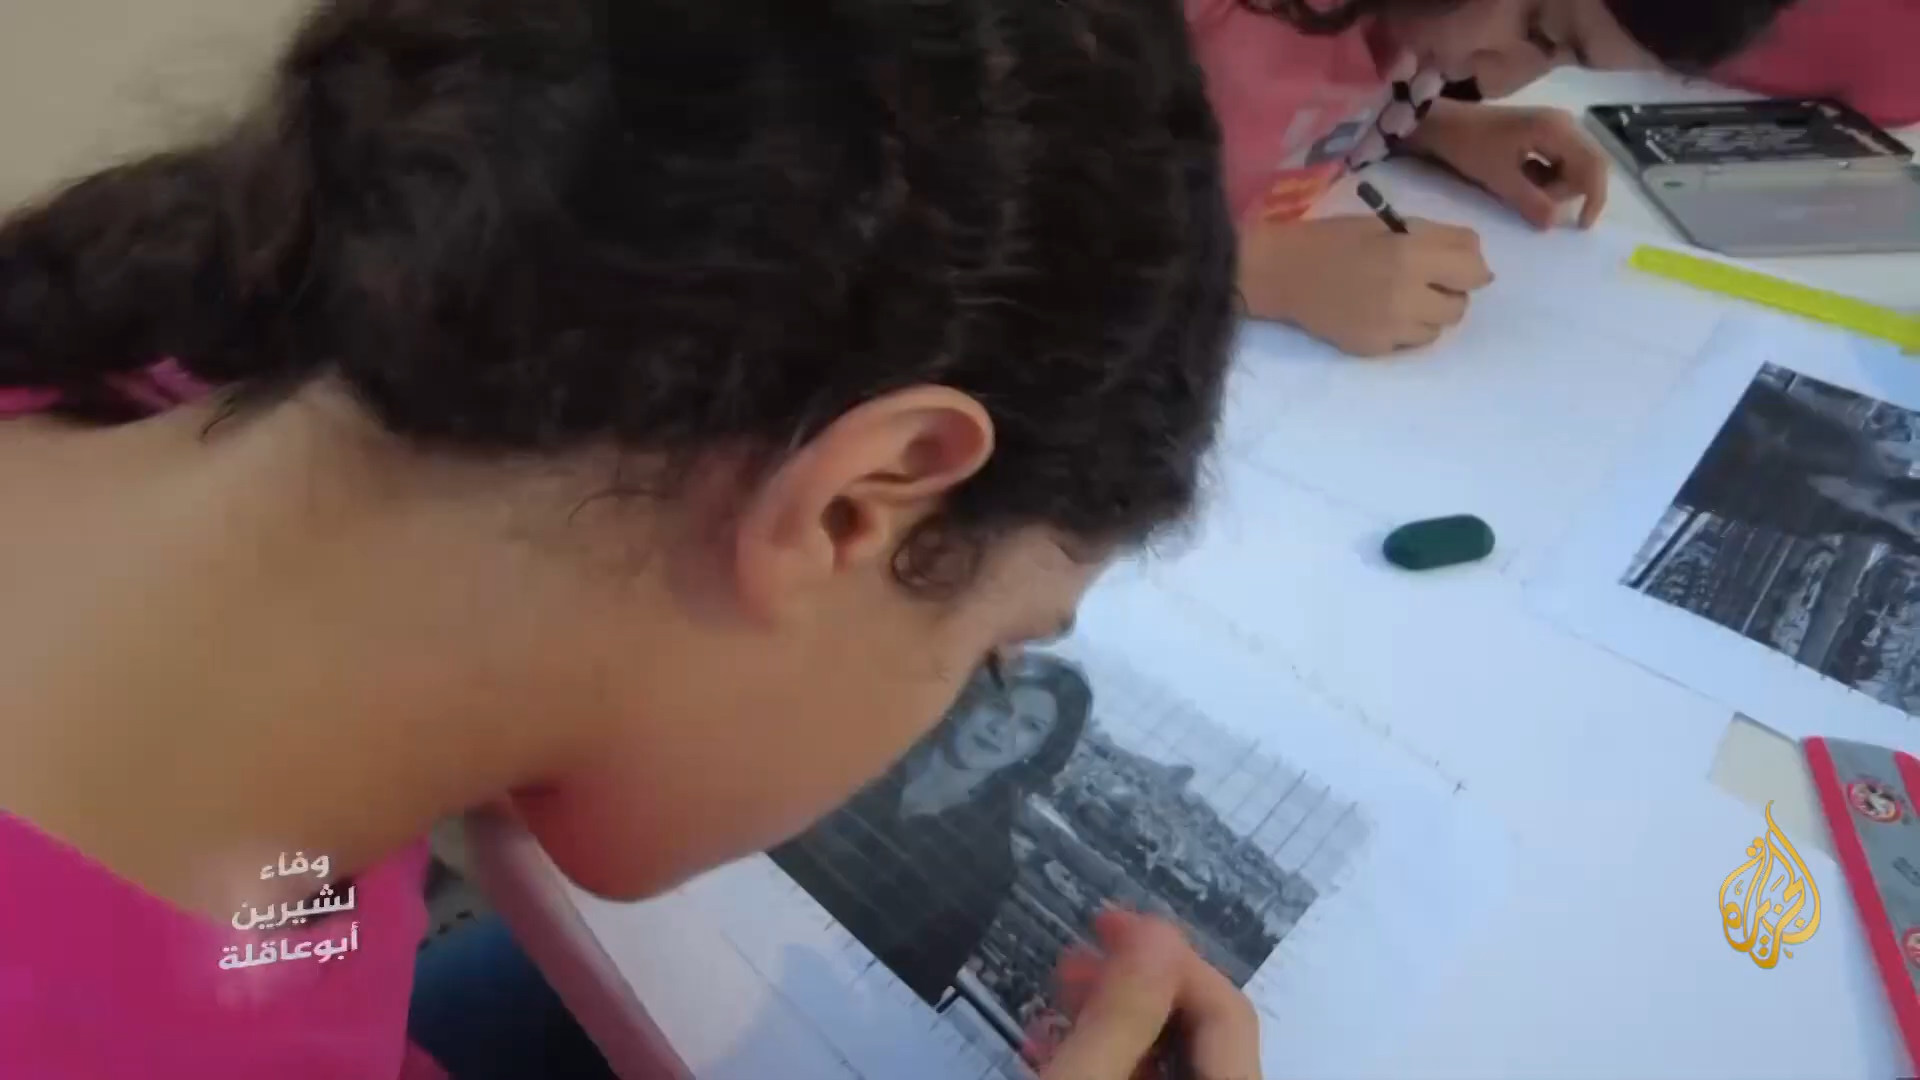 وفاء
لشيرين
أبوعاقلة
الجزيرة